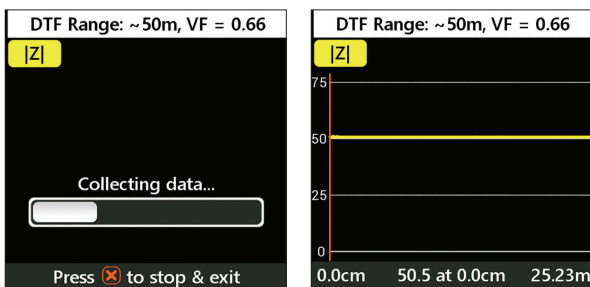 DTF Range: ~50m, VF = 0.66
|Z|
Collecting data...
Press to stop & exit
DTF Range: ~50m, VF = 0.66
|Z|
75
50
25
0
0.0cm 50.5 at 0.0cm 25.23m